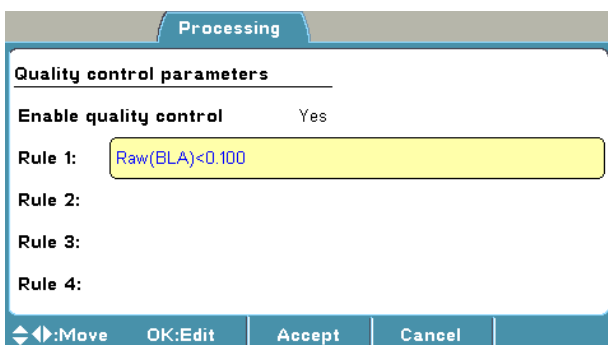 Processing
Quality control parameters
Enable quality control Yes
Rule 1: Raw(BLA)<0.100
Rule 2:
Rule 3:
Rule 4:
:Move OK:Edit Accept Cancel